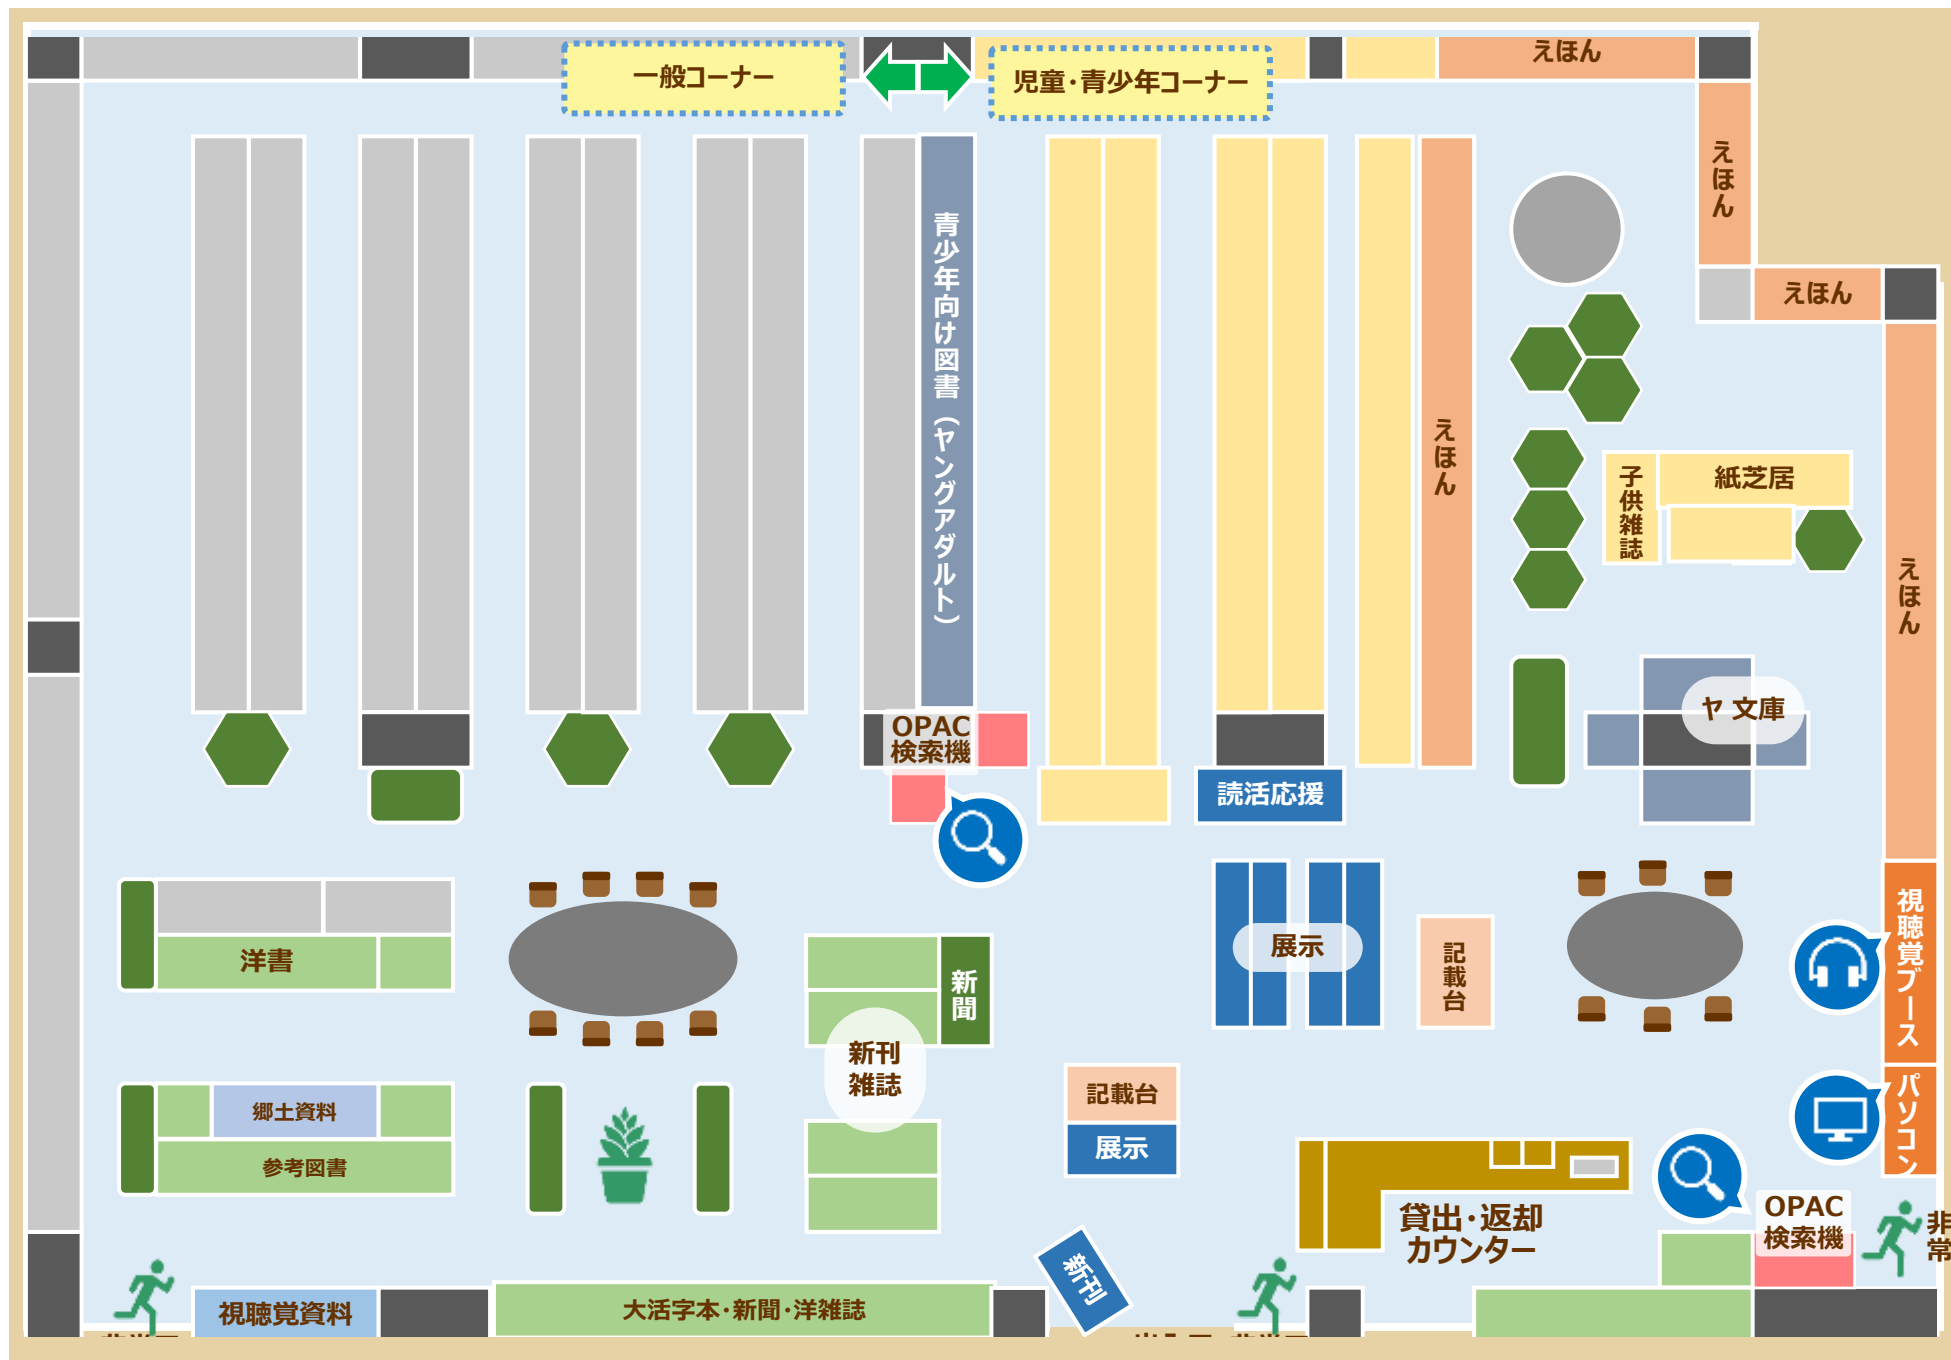 一般コーナー
児童・青少年コーナー
えほん
えほん
えほん
青少年向け図書（ヤングアダルト）
えほん
子供雑誌
紙芝居
えほん
OPAC
検索機
読活応援
ヤ 文庫
洋書
新聞
展示
記載台
視聴覚ブース
新刊
雑誌
郷土資料
参考図書
記載台
展示
パソコン
貸出・返却
カウンター
OPAC
検索機
非
常
新刊
視聴覚資料
大活字本・新聞・洋雑誌